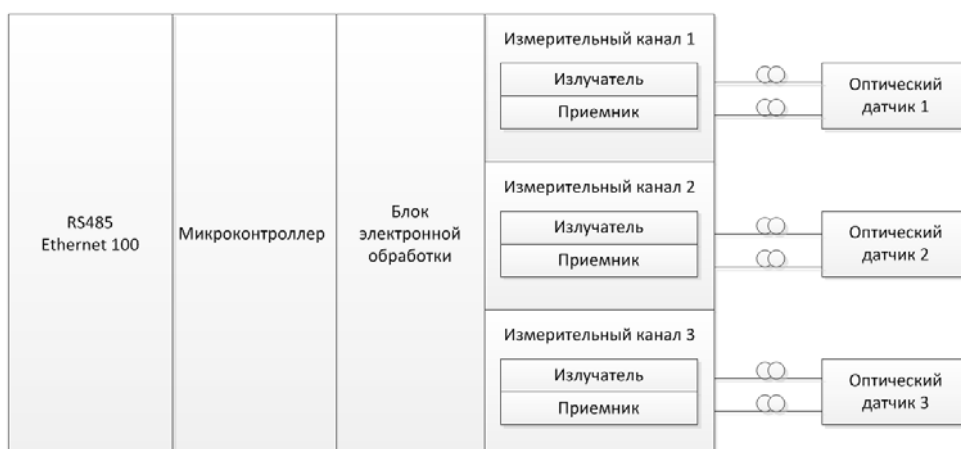 RS485
Ethernet 100
Микроконтроллер
Блок
электронной
обработки
Измерительный канал 1
Излучатель
Приемник
Оптический
датчик 1
Измерительный канал 2
Излучатель
Приемник
Оптический
датчик 2
Измерительный канал 3
Излучатель
Приемник
Оптический
датчик 3